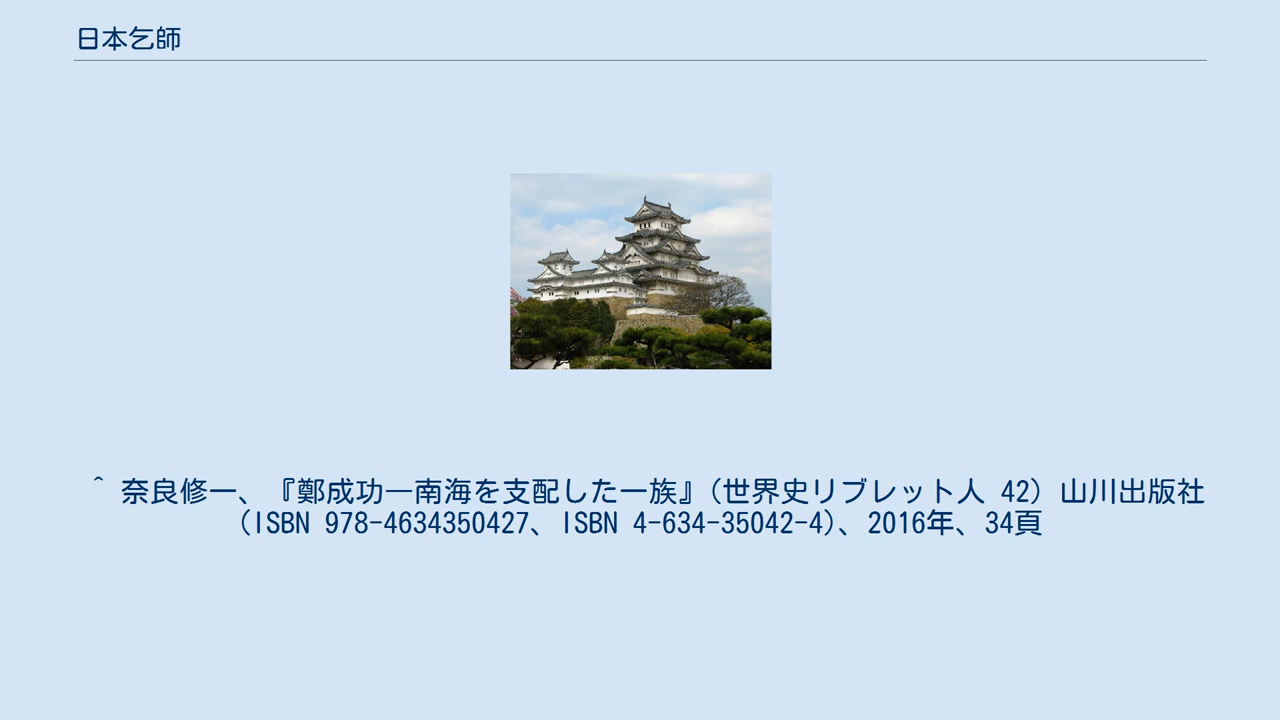 日本乞師
^ 奈良修一、『鄭成功―南海を支配した一族』(世界史リブレット人 42) 山川出版社
(ISBN 978-4634350427、ISBN 4-634-35042-4)、2016年、34頁